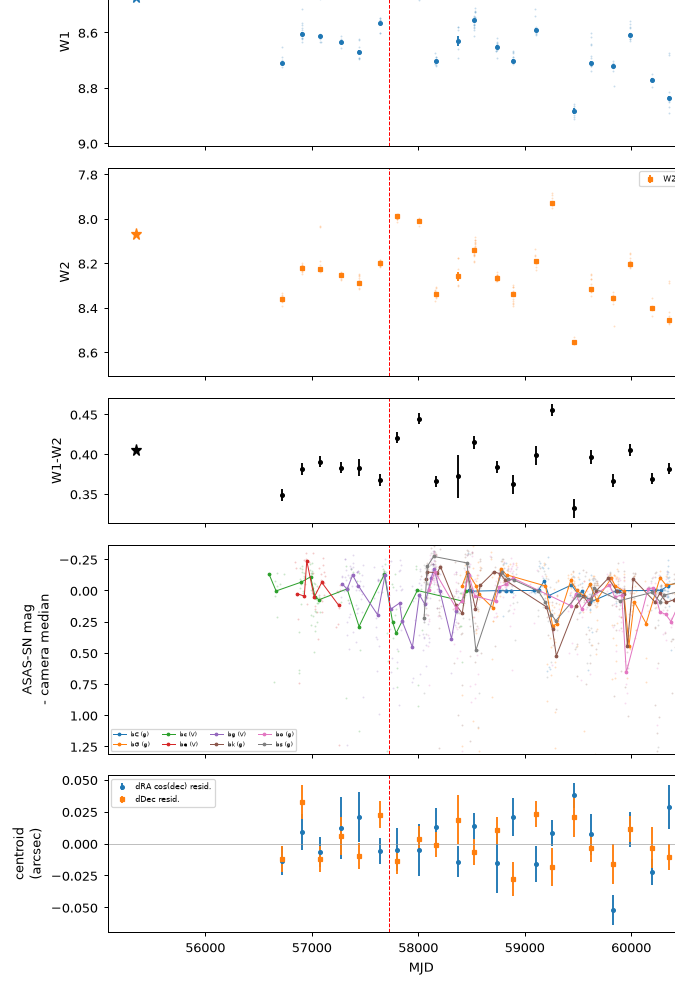 8.6
8.8
9.0
W1
7.8
8.0
8.2
8.4
8.6
W2
W2
0.45
0.40
0.35
W1-W2
−0.25
0.00
0.25
0.50
0.75
1.00
1.25
ASAS-SN mag
- camera median
bC (g) bc (V) bg (V) bo (g)
be (V) bk (g) bs (g)
0.050
0.025
0.000
−0.025
−0.050
centroid
(arcsec)
dRA cos(dec) resid.
dDec resid.
56000 57000 58000 59000 60000
MJD